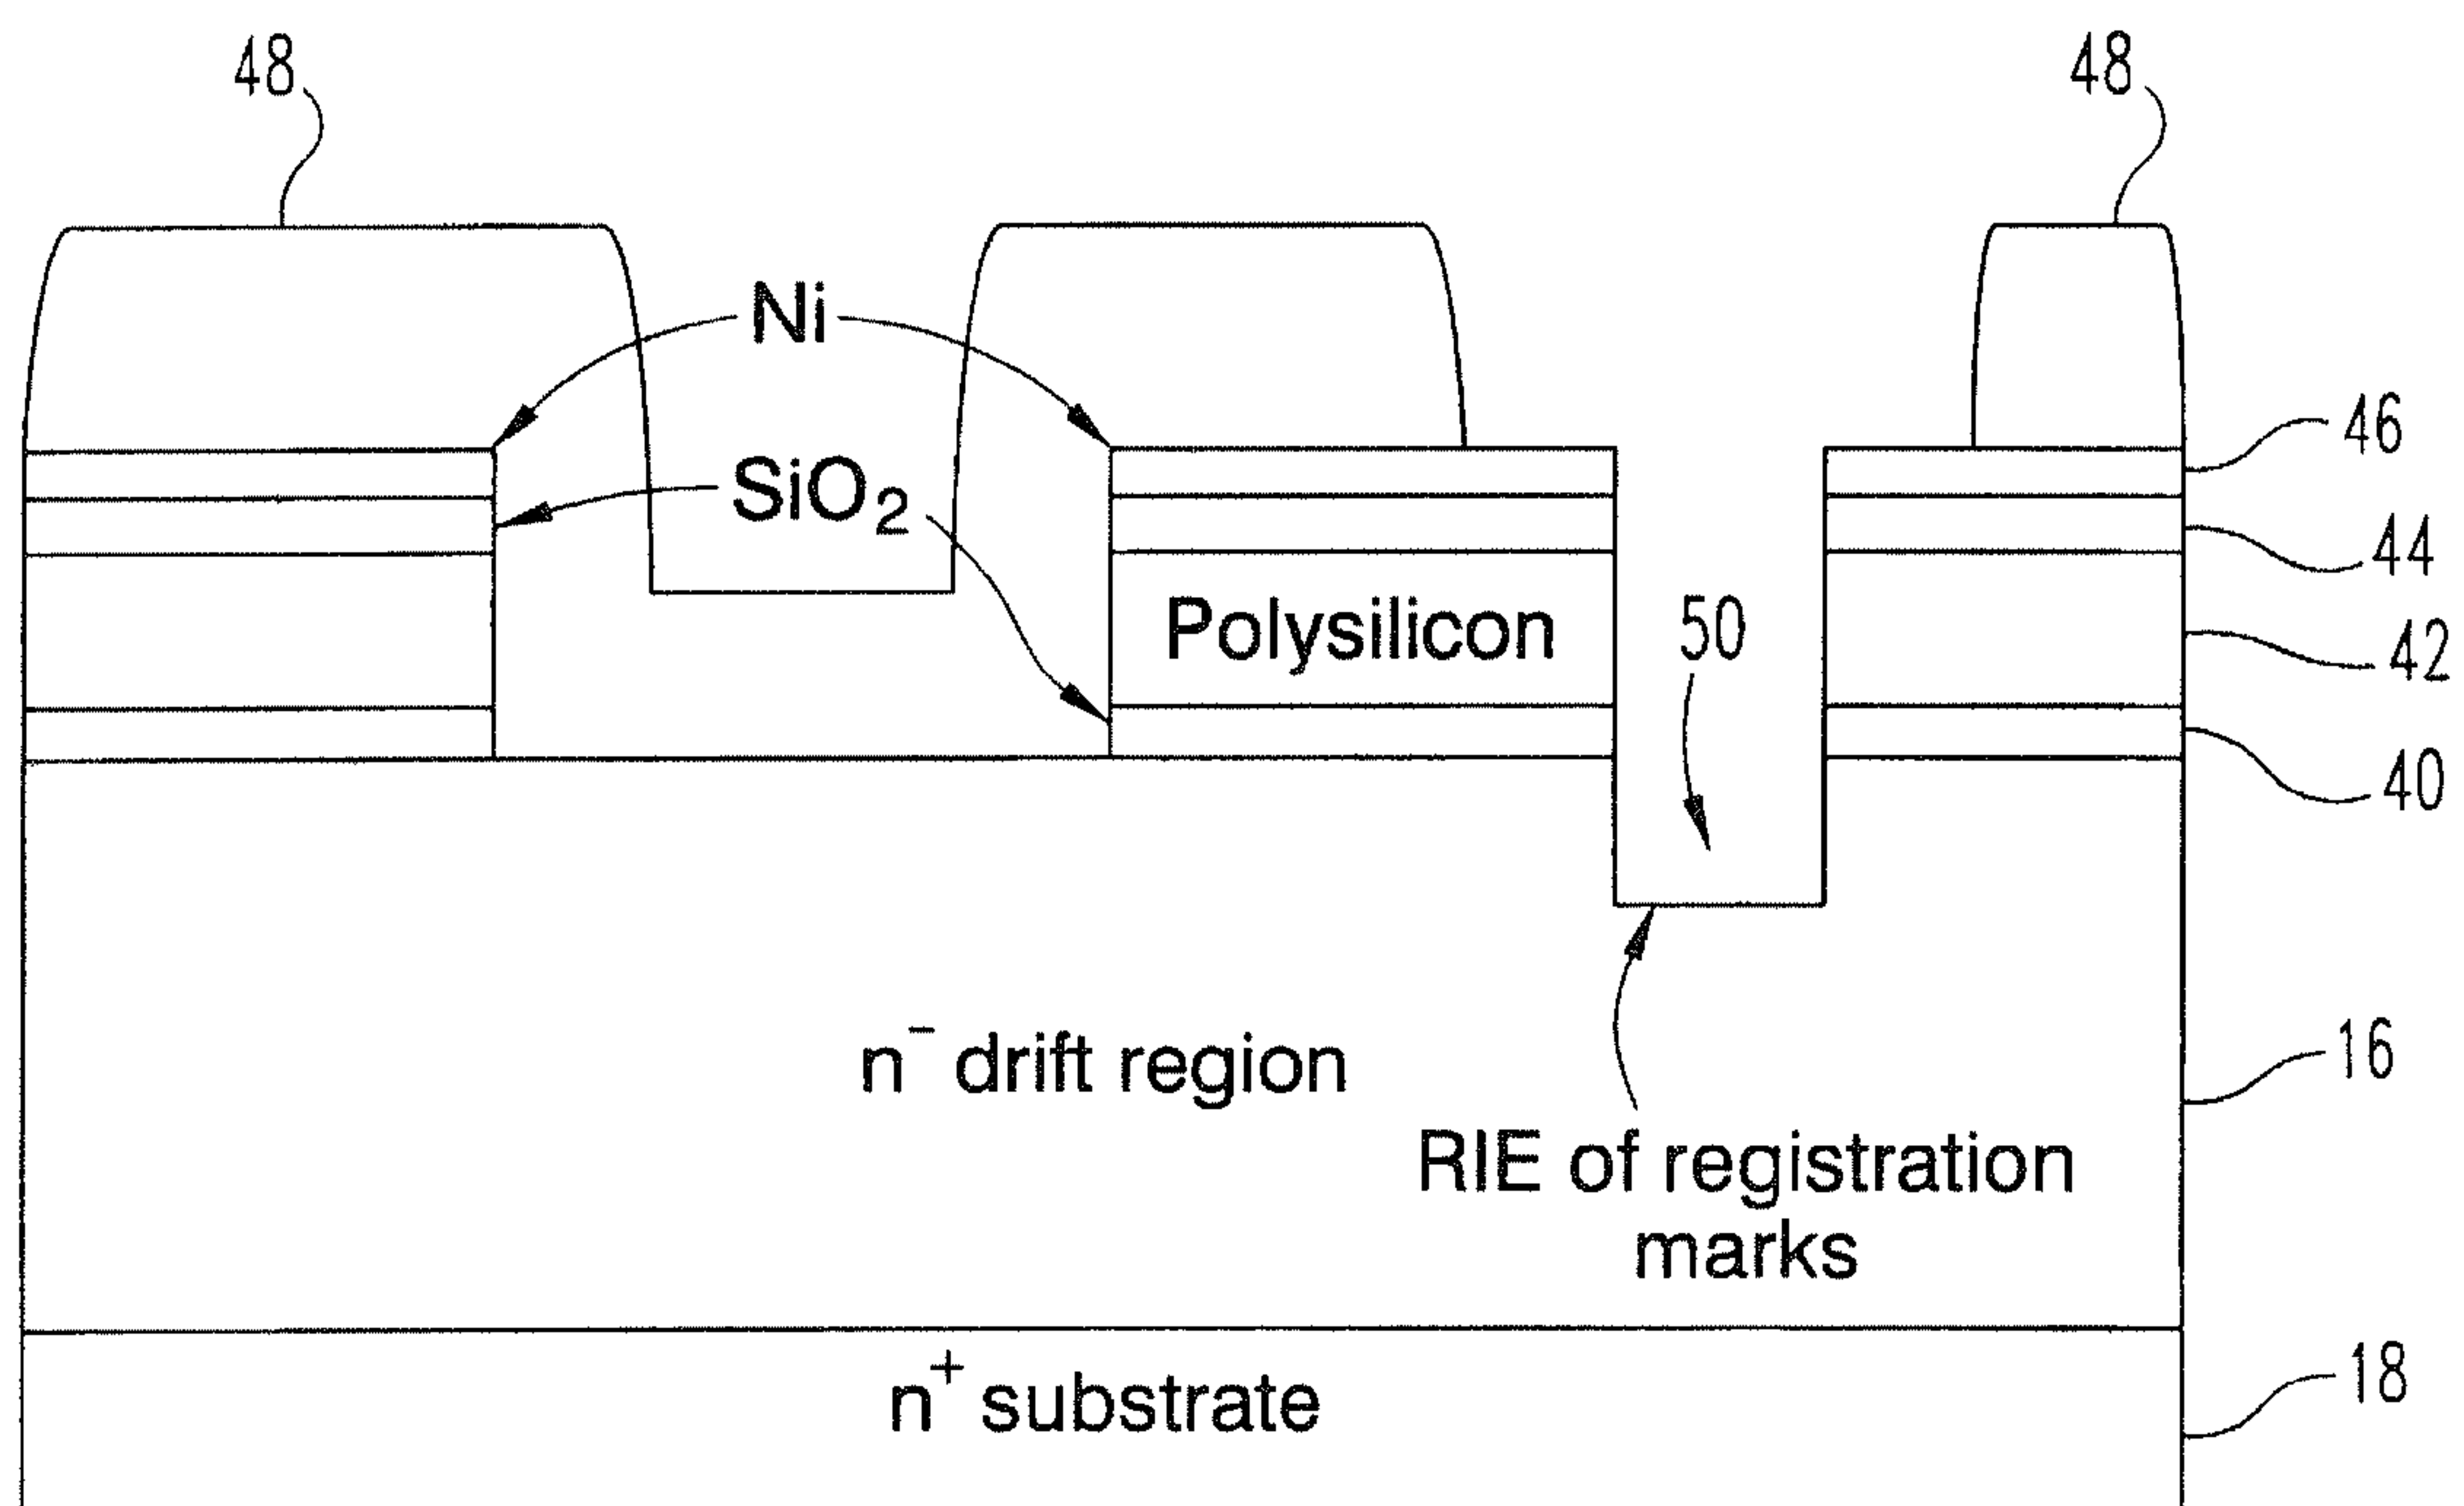 48
48
Ni
46
SiO₂
44
Polysilicon
50
42
40
n⁻ drift region
16
RIE of registration
marks
n⁺ substrate
18